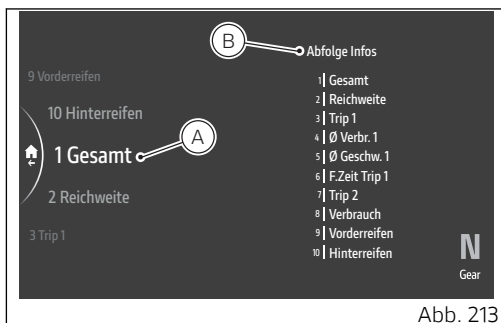 B
Abfolge Infos
9 Vorderreifen
10 Hinterreifen
A
1 Gesamt
2 Reichweite
3 Trip 1
1 Gesamt
2 Reichweite
3 Trip 1
4 Ø Verbr. 1
5 Ø Geschw. 1
6 F.Zeit Trip 1
7 Trip 2
8 Verbrauch
9 Vorderreifen
10 Hinterreifen
N
Gear
Abb. 213